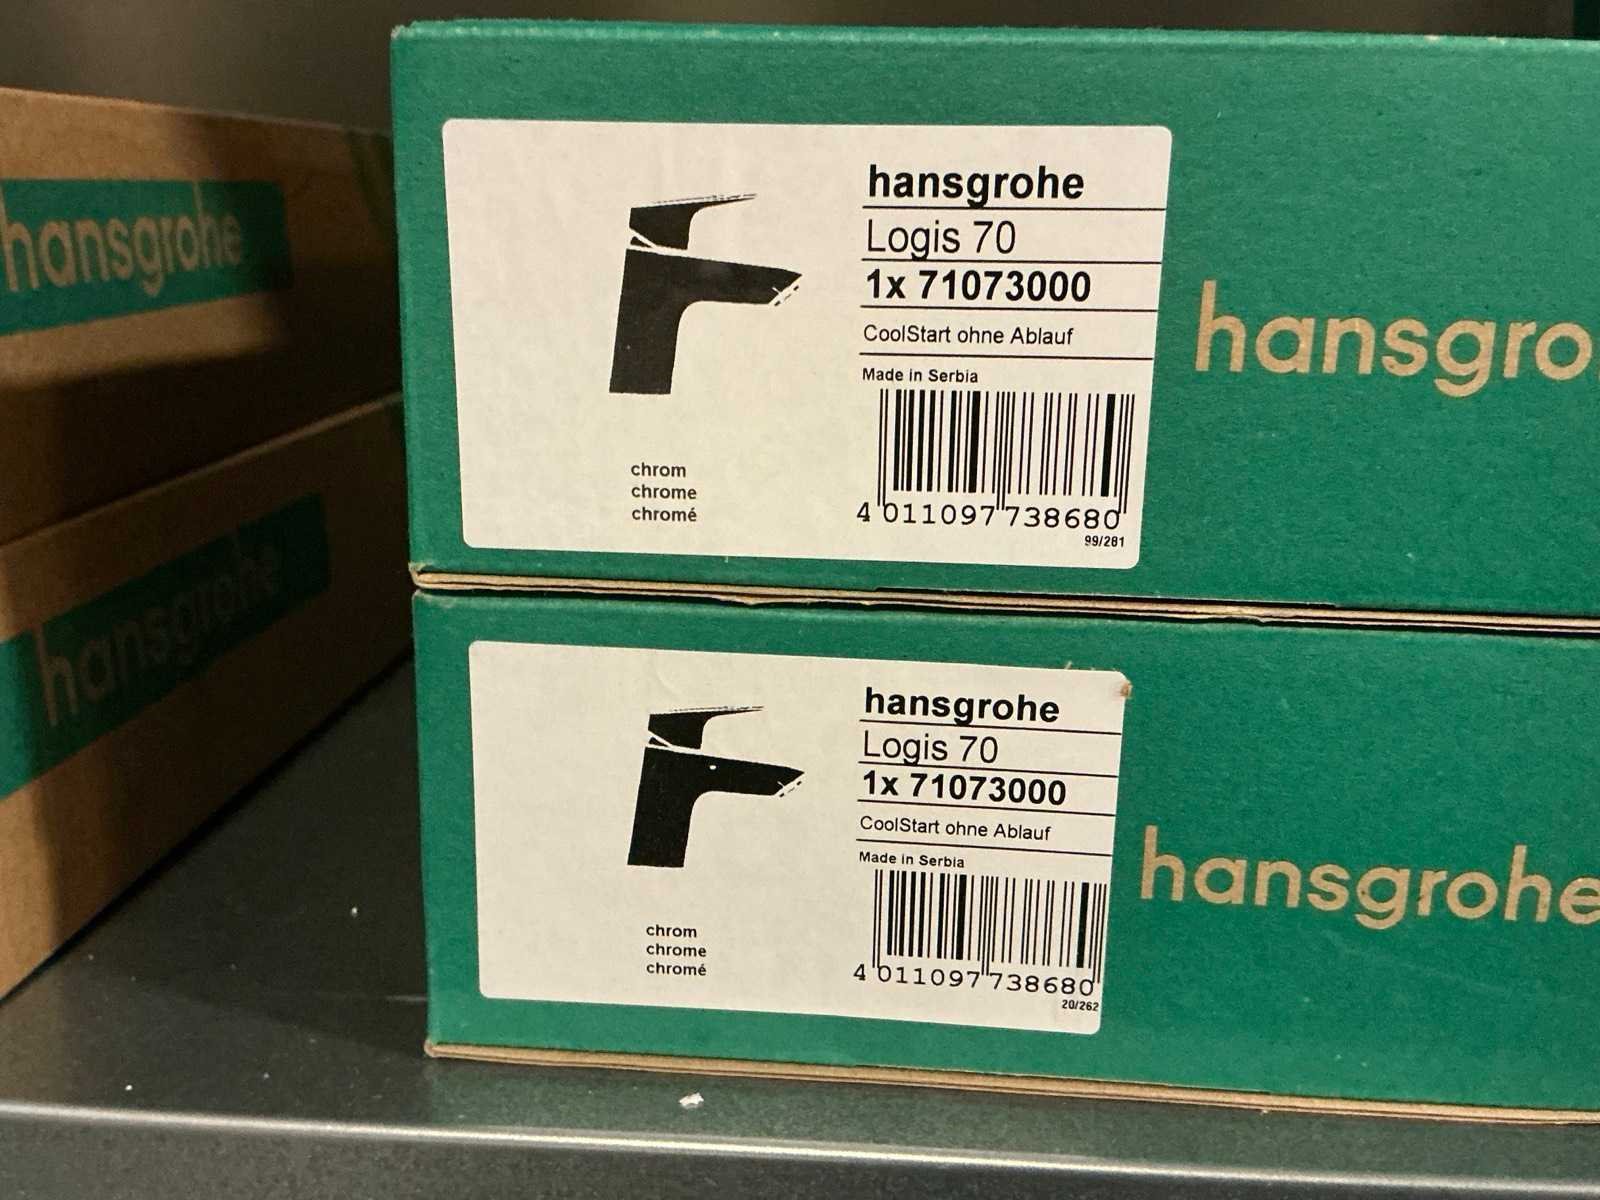 hansgrohe
hansgrohe
hansgrohe
Logis 70
1x 71073000
CoolStart ohne Ablauf
Made in Serbia
chrom
chrome
chromé
4 011097 738680
99/281
hansgro
hansgrohe
Logis 70
1x 71073000
CoolStart ohne Ablauf
Made in Serbia
chrom
chrome
chromé
4 011097 738680
20/262
hansgrohe